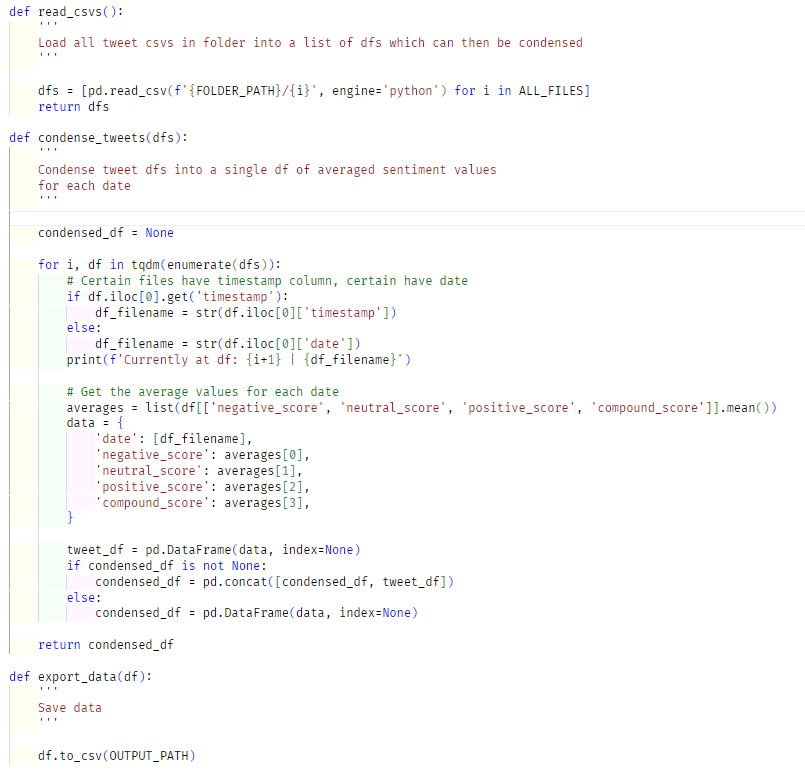 def read_csvs():
    '''
    Load all tweet csvs in folder into a list of dfs which can then be condensed
    '''

    dfs = [pd.read_csv(f'{FOLDER_PATH}/{i}', engine='python') for i in ALL_FILES]
    return dfs

def condense_tweets(dfs):
    '''
    Condense tweet dfs into a single df of averaged sentiment values
    for each date
    '''

    condensed_df = None

    for i, df in tqdm(enumerate(dfs)):
        # Certain files have timestamp column, certain have date
        if df.iloc[0].get('timestamp'):
            df_filename = str(df.iloc[0]['timestamp'])
        else:
            df_filename = str(df.iloc[0]['date'])
        print(f'Currently at df: {i+1} | {df_filename}')

        # Get the average values for each date
        averages = list(df[['negative_score', 'neutral_score', 'positive_score', 'compound_score']].mean())
        data = {
            'date': [df_filename],
            'negative_score': averages[0],
            'neutral_score': averages[1],
            'positive_score': averages[2],
            'compound_score': averages[3],
        }

        tweet_df = pd.DataFrame(data, index=None)
        if condensed_df is not None:
            condensed_df = pd.concat([condensed_df, tweet_df])
        else:
            condensed_df = pd.DataFrame(data, index=None)

    return condensed_df

def export_data(df):
    '''
    Save data
    '''

    df.to_csv(OUTPUT_PATH)